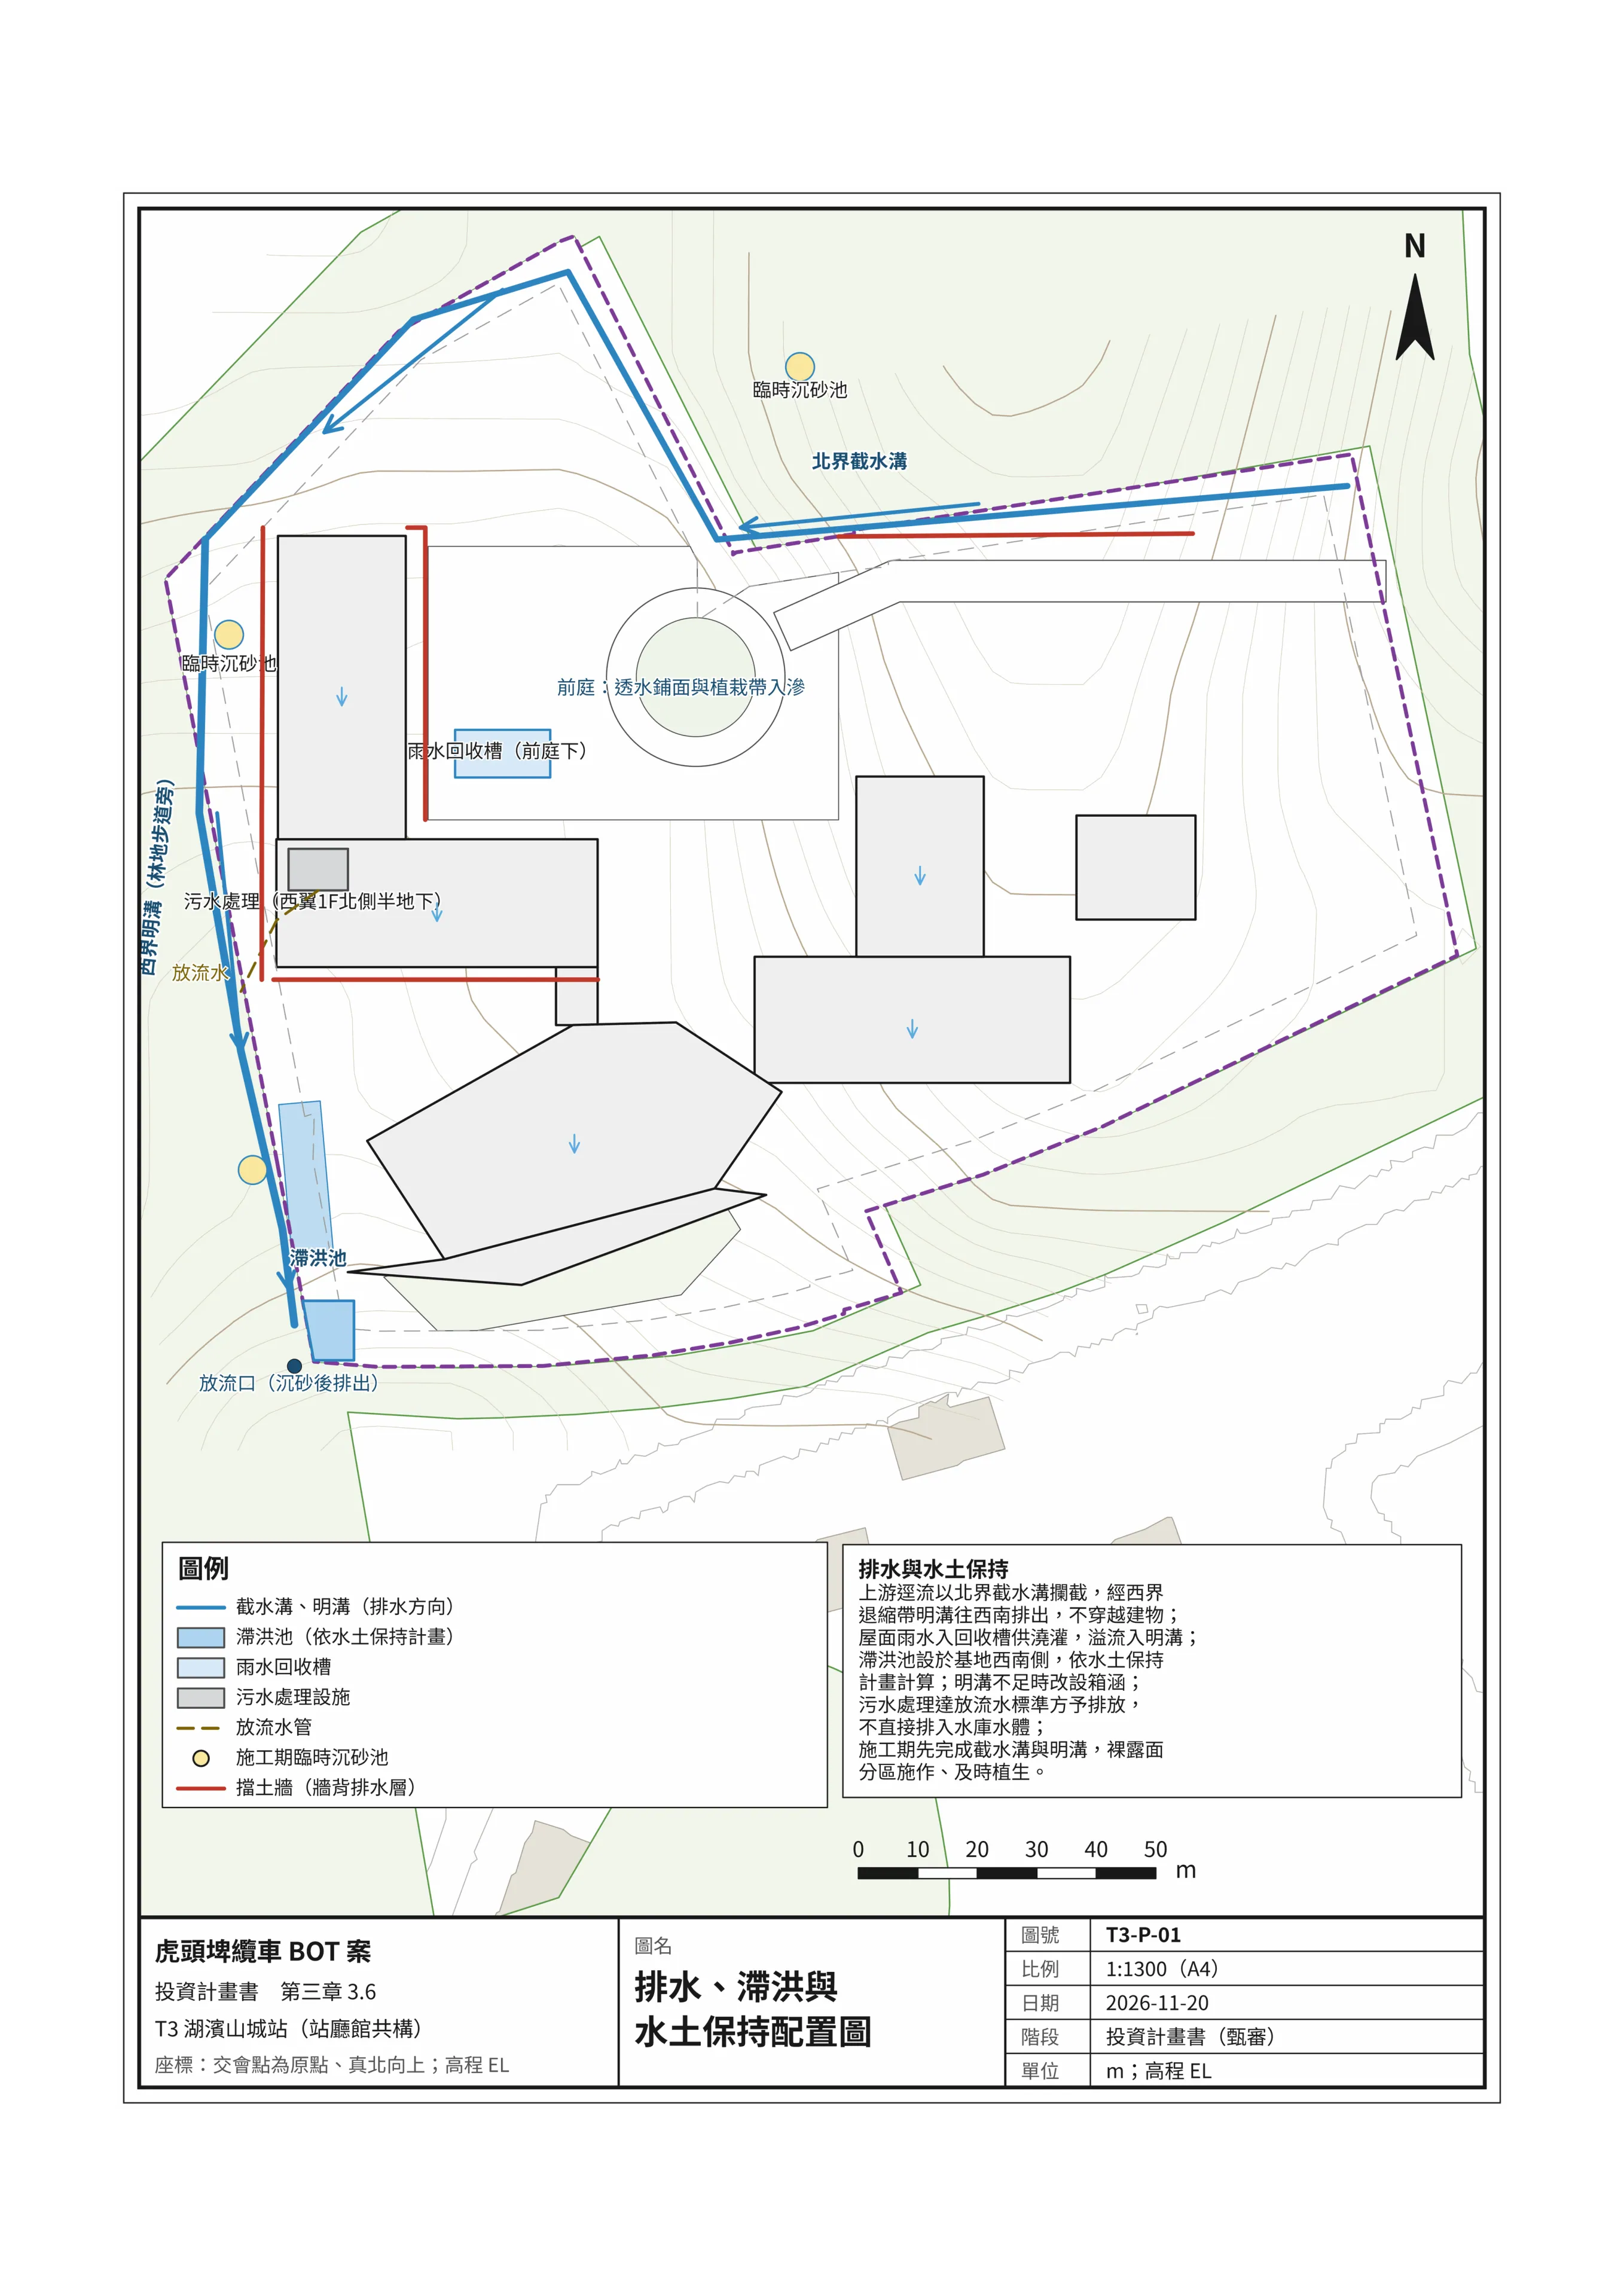 N
臨時沉砂池
北界截水溝
臨時沉砂池
前庭：透水鋪面與植栽帶入滲
雨水回收槽（前庭下）
西界明溝（林地步道旁）
污水處理（西翼1F北側半地下）
放流水
滯洪池
放流口（沉砂後排出）
圖例
截水溝、明溝（排水方向）
滯洪池（依水土保持計畫）
雨水回收槽
污水處理設施
放流水管
施工期臨時沉砂池
擋土牆（牆背排水層）
排水與水土保持
上游逕流以北界截水溝攔截，經西界
退縮帶明溝往西南排出，不穿越建物；
屋面雨水入回收槽供澆灌，溢流入明溝；
滯洪池設於基地西南側，依水土保持
計畫計算；明溝不足時改設箱涵；
污水處理達放流水標準方予排放，
不直接排入水庫水體；
施工期先完成截水溝與明溝，裸露面
分區施作、及時植生。
0 10 20 30 40 50 m
虎頭埤纜車 BOT 案
投資計畫書　第三章 3.6
T3 湖濱山城站（站廳館共構）
座標：交會點為原點、真北向上；高程 EL
圖名
排水、滯洪與
水土保持配置圖
圖號 T3-P-01
比例 1:1300（A4）
日期 2026-11-20
階段 投資計畫書（甄審）
單位 m；高程 EL